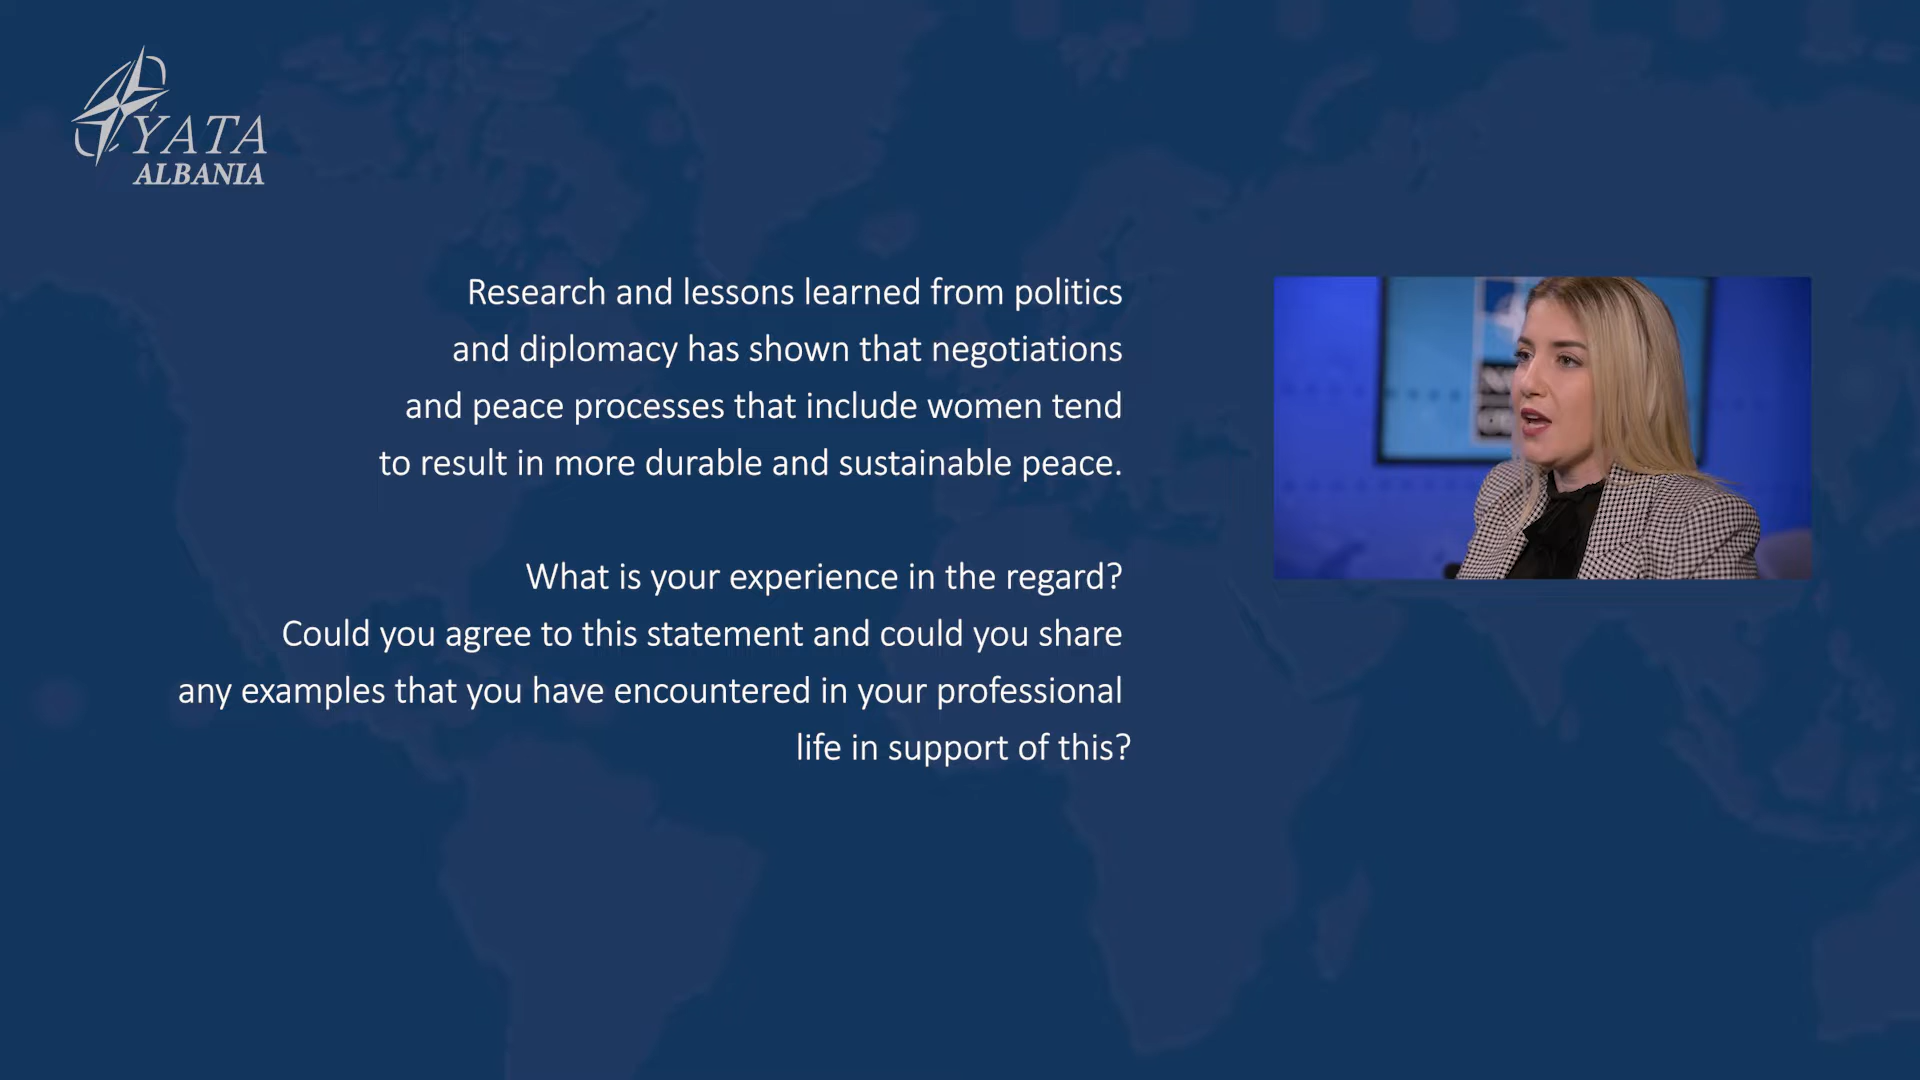 YATA
ALBANIA
Research and lessons learned from politics
and diplomacy has shown that negotiations
and peace processes that include women tend
to result in more durable and sustainable peace.
What is your experience in the regard?
Could you agree to this statement and could you share
any examples that you have encountered in your professional
life in support of this?